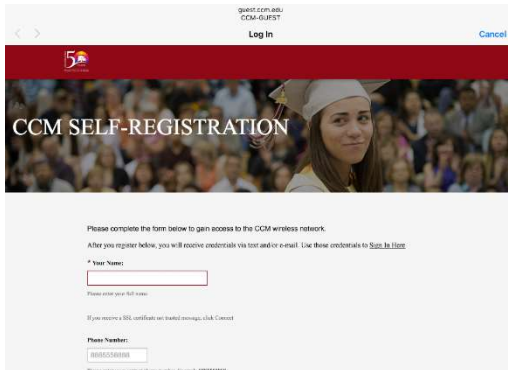 guest.ccm.edu
CCM-GUEST
Log In
Cancel
CCM SELF-REGISTRATION
Please complete the form below to gain access to the CCM wireless network.
After you register below, you will receive credentials via text and/or e-mail. Use those credentials to Sign In Here
* Your Name:
Please enter your full name
If you receive a SSL certificate not trusted message, click Connect
Phone Number: